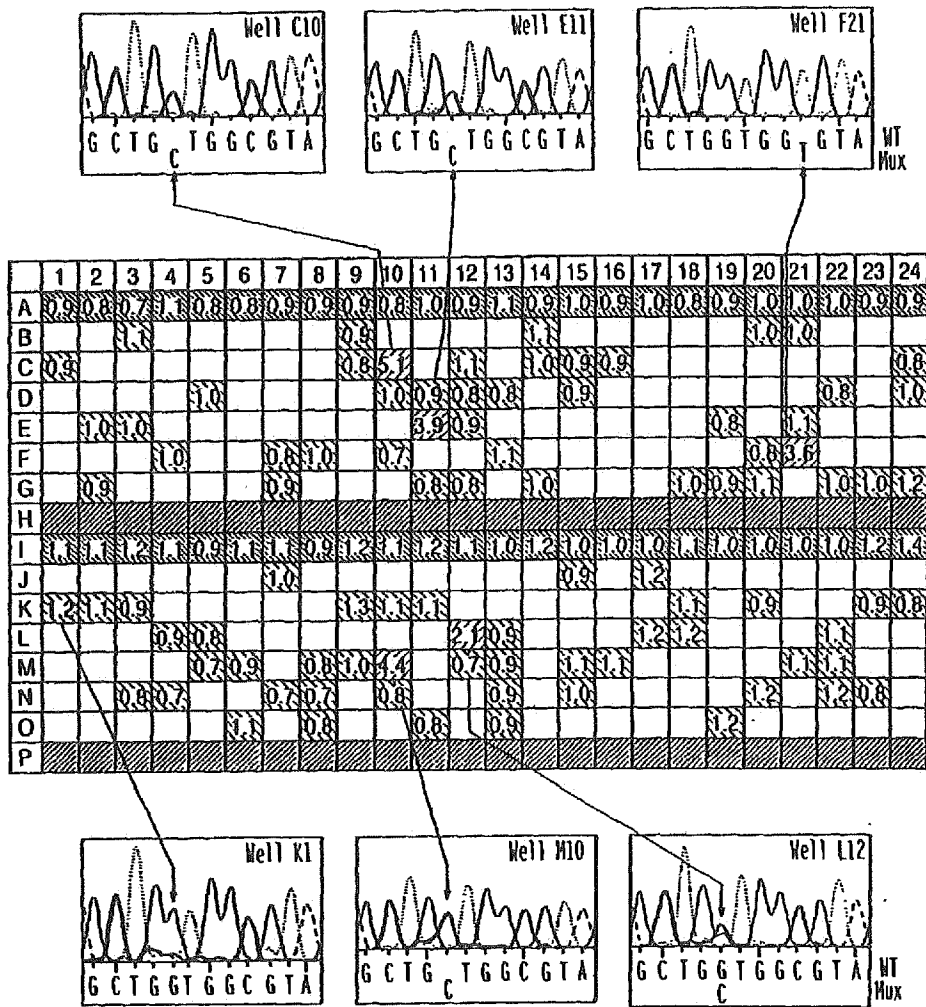 Well C10 Well E11 Well F21
G C T G T G G C G T A G C T G T G G C G T A G C T G G T G G G T A WT
C C T Mux
1 2 3 4 5 6 7 8 9 10 11 12 13 14 15 16 17 18 19 20 21 22 23 24
A 0.9 0.8 0.7 1.1 0.8 0.8 0.9 0.9 0.9 0.8 1.0 0.9 1.1 0.9 1.0 0.9 1.0 0.8 0.9 1.0 1.0 1.0 0.9 0.9
B 1.1 0.9 1.1 1.0 1.0
C 0.9 0.8 5.1 1.1 1.0 0.9 0.9 0.8
D 1.0 1.0 0.9 0.8 0.8 0.9 0.8 1.0
E 1.0 1.0 3.9 0.9 0.8 1.1
F 1.0 0.8 1.0 0.7 1.1 0.8 3.6
G 0.9 0.9 0.8 0.8 1.0 1.0 0.9 1.1 1.0 1.0 1.2
H
I 1.1 1.1 1.2 1.1 0.9 1.1 1.1 0.9 1.2 1.1 1.2 1.1 1.0 1.2 1.0 1.0 1.0 1.1 1.0 1.0 1.0 1.0 1.2 1.4
J 1.0 0.9 1.2
K 1.2 1.1 0.9 1.3 1.1 1.1 1.1 0.9 0.9 0.8
L 0.9 0.8 2.1 0.9 1.2 1.2 1.1
M 0.7 0.9 0.8 1.0 4.4 0.7 0.9 1.1 1.1 1.1 1.1
N 0.8 0.7 0.7 0.7 0.8 0.9 1.0 1.2 1.2 0.8
O 1.1 0.8 0.8 0.9 1.2
P
Well K1 Well M10 Well L12
G C T G G T G G C G T A G C T G T G G C G T A G C T G G T G G C G T A WT
C C Mux